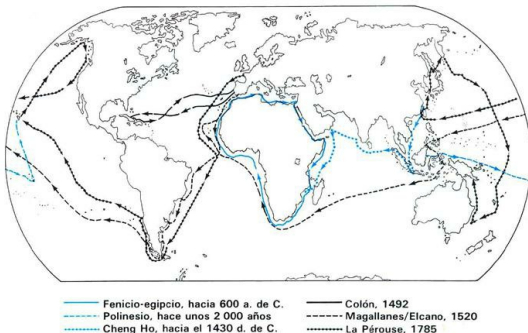 Fenicio-egipcio, hacia 600 a. de C.
Polinesio, hace unos 2 000 años
Cheng Ho, hacia el 1430 d. de C.
Colón, 1492
Magallanes/Elcano, 1520
La Pérouse, 1785